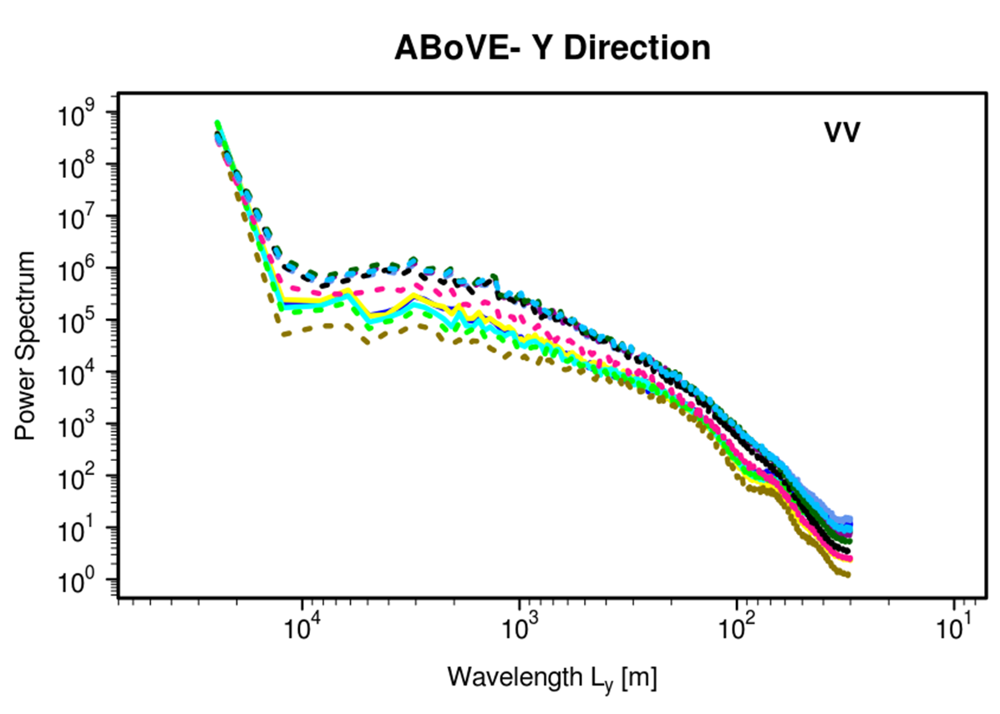 ABoVE- Y Direction
VV
Power Spectrum
10⁹
10⁸
10⁷
10⁶
10⁵
10⁴
10³
10²
10¹
10⁰
10⁴ 10³ 10² 10¹
Wavelength Ly [m]